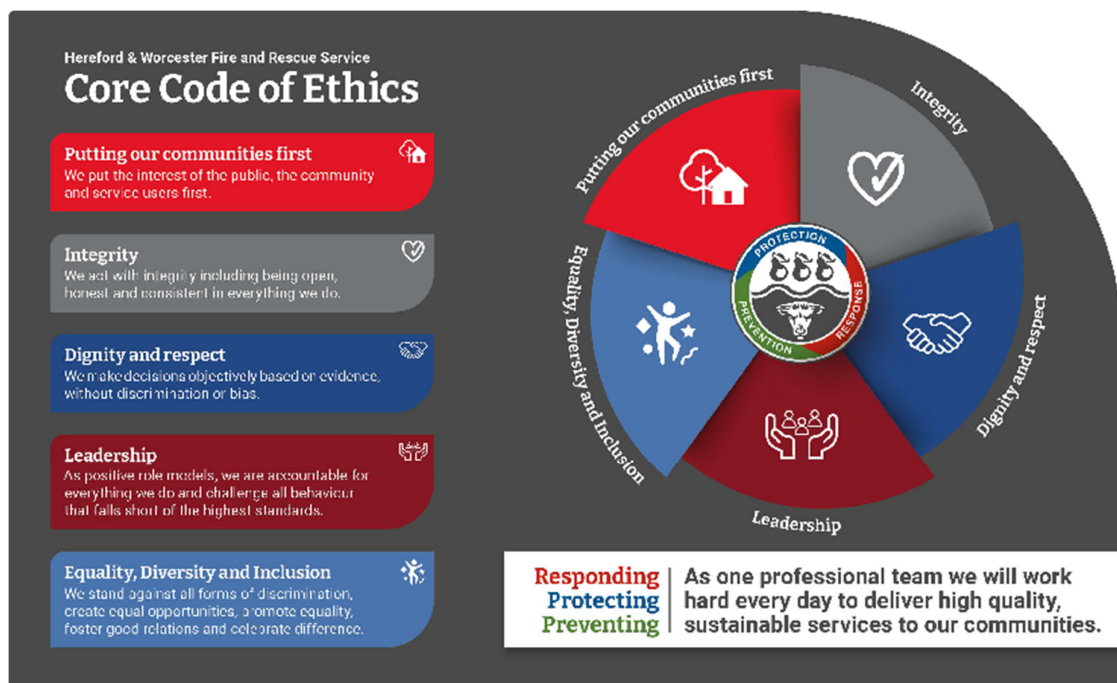 Hereford & Worcester Fire and Rescue Service
Core Code of Ethics
Putting our communities first
We put the interest of the public, the community
and service users first.
Integrity
We act with integrity including being open,
honest and consistent in everything we do.
Dignity and respect
We make decisions objectively based on evidence,
without discrimination or bias.
Leadership
As positive role models, we are accountable for
everything we do and challenge all behaviour
that falls short of the highest standards.
Equality, Diversity and Inclusion
We stand against all forms of discrimination,
create equal opportunities, promote equality,
foster good relations and celebrate difference.
Putting our communities first
Integrity
Dignity and respect
Leadership
Equality, Diversity and Inclusion
PROTECTION
RESPONSE
PREVENTION
Responding
Protecting
Preventing
As one professional team we will work
hard every day to deliver high quality,
sustainable services to our communities.